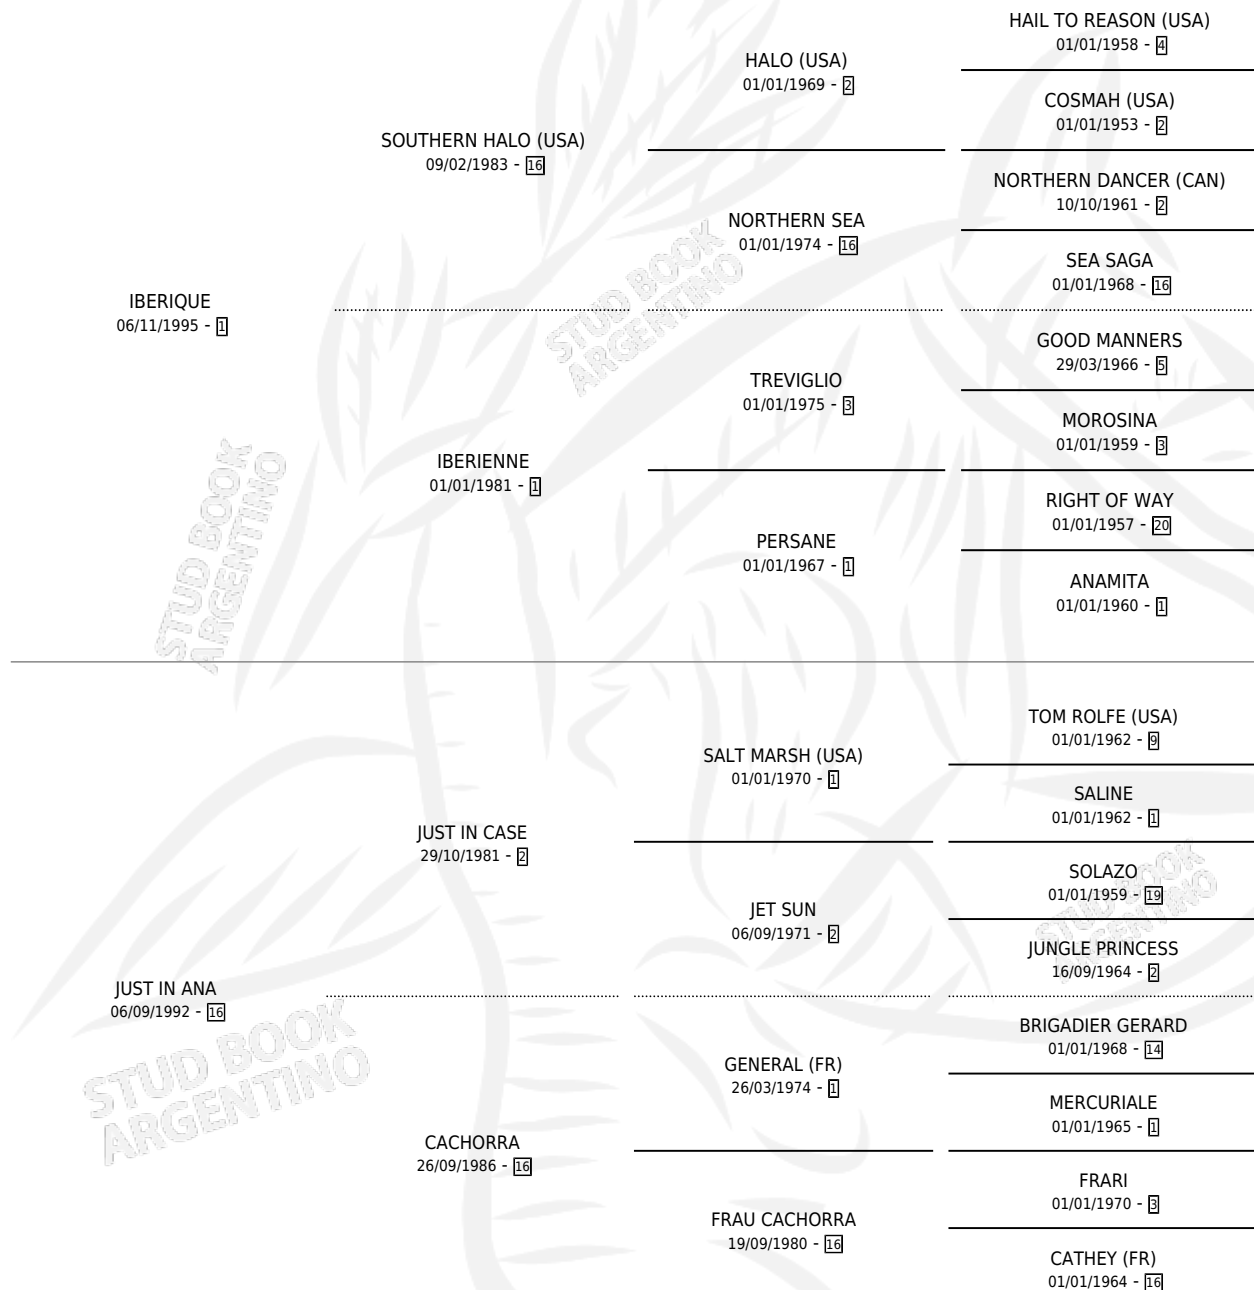 HAIL TO REASON (USA)
01/01/1958 - 4
HALO (USA)
01/01/1969 - 2
COSMAH (USA)
01/01/1953 - 2
SOUTHERN HALO (USA)
09/02/1983 - 16
NORTHERN DANCER (CAN)
10/10/1961 - 2
NORTHERN SEA
01/01/1974 - 16
SEA SAGA
01/01/1968 - 16
IBERIQUE
06/11/1995 - 1
GOOD MANNERS
29/03/1966 - 5
TREVIGLIO
01/01/1975 - 3
MOROSINA
01/01/1959 - 3
IBERIENNE
01/01/1981 - 1
RIGHT OF WAY
01/01/1957 - 20
PERSANE
01/01/1967 - 1
ANAMITA
01/01/1960 - 1
TOM ROLFE (USA)
01/01/1962 - 9
SALT MARSH (USA)
01/01/1970 - 1
SALINE
01/01/1962 - 1
JUST IN CASE
29/10/1981 - 2
SOLAZO
01/01/1959 - 19
JET SUN
06/09/1971 - 2
JUNGLE PRINCESS
16/09/1964 - 2
JUST IN ANA
06/09/1992 - 16
BRIGADIER GERARD
01/01/1968 - 14
GENERAL (FR)
26/03/1974 - 1
MERCURIALE
01/01/1965 - 1
CACHORRA
26/09/1986 - 16
FRARI
01/01/1970 - 3
FRAU CACHORRA
19/09/1980 - 16
CATHEY (FR)
01/01/1964 - 16
STUD BOOK
ARGENTINO
STUD BOOK
ARGENTINO
STUD BOOK
ARGENTINO
STUD BOOK
ARGENTINO